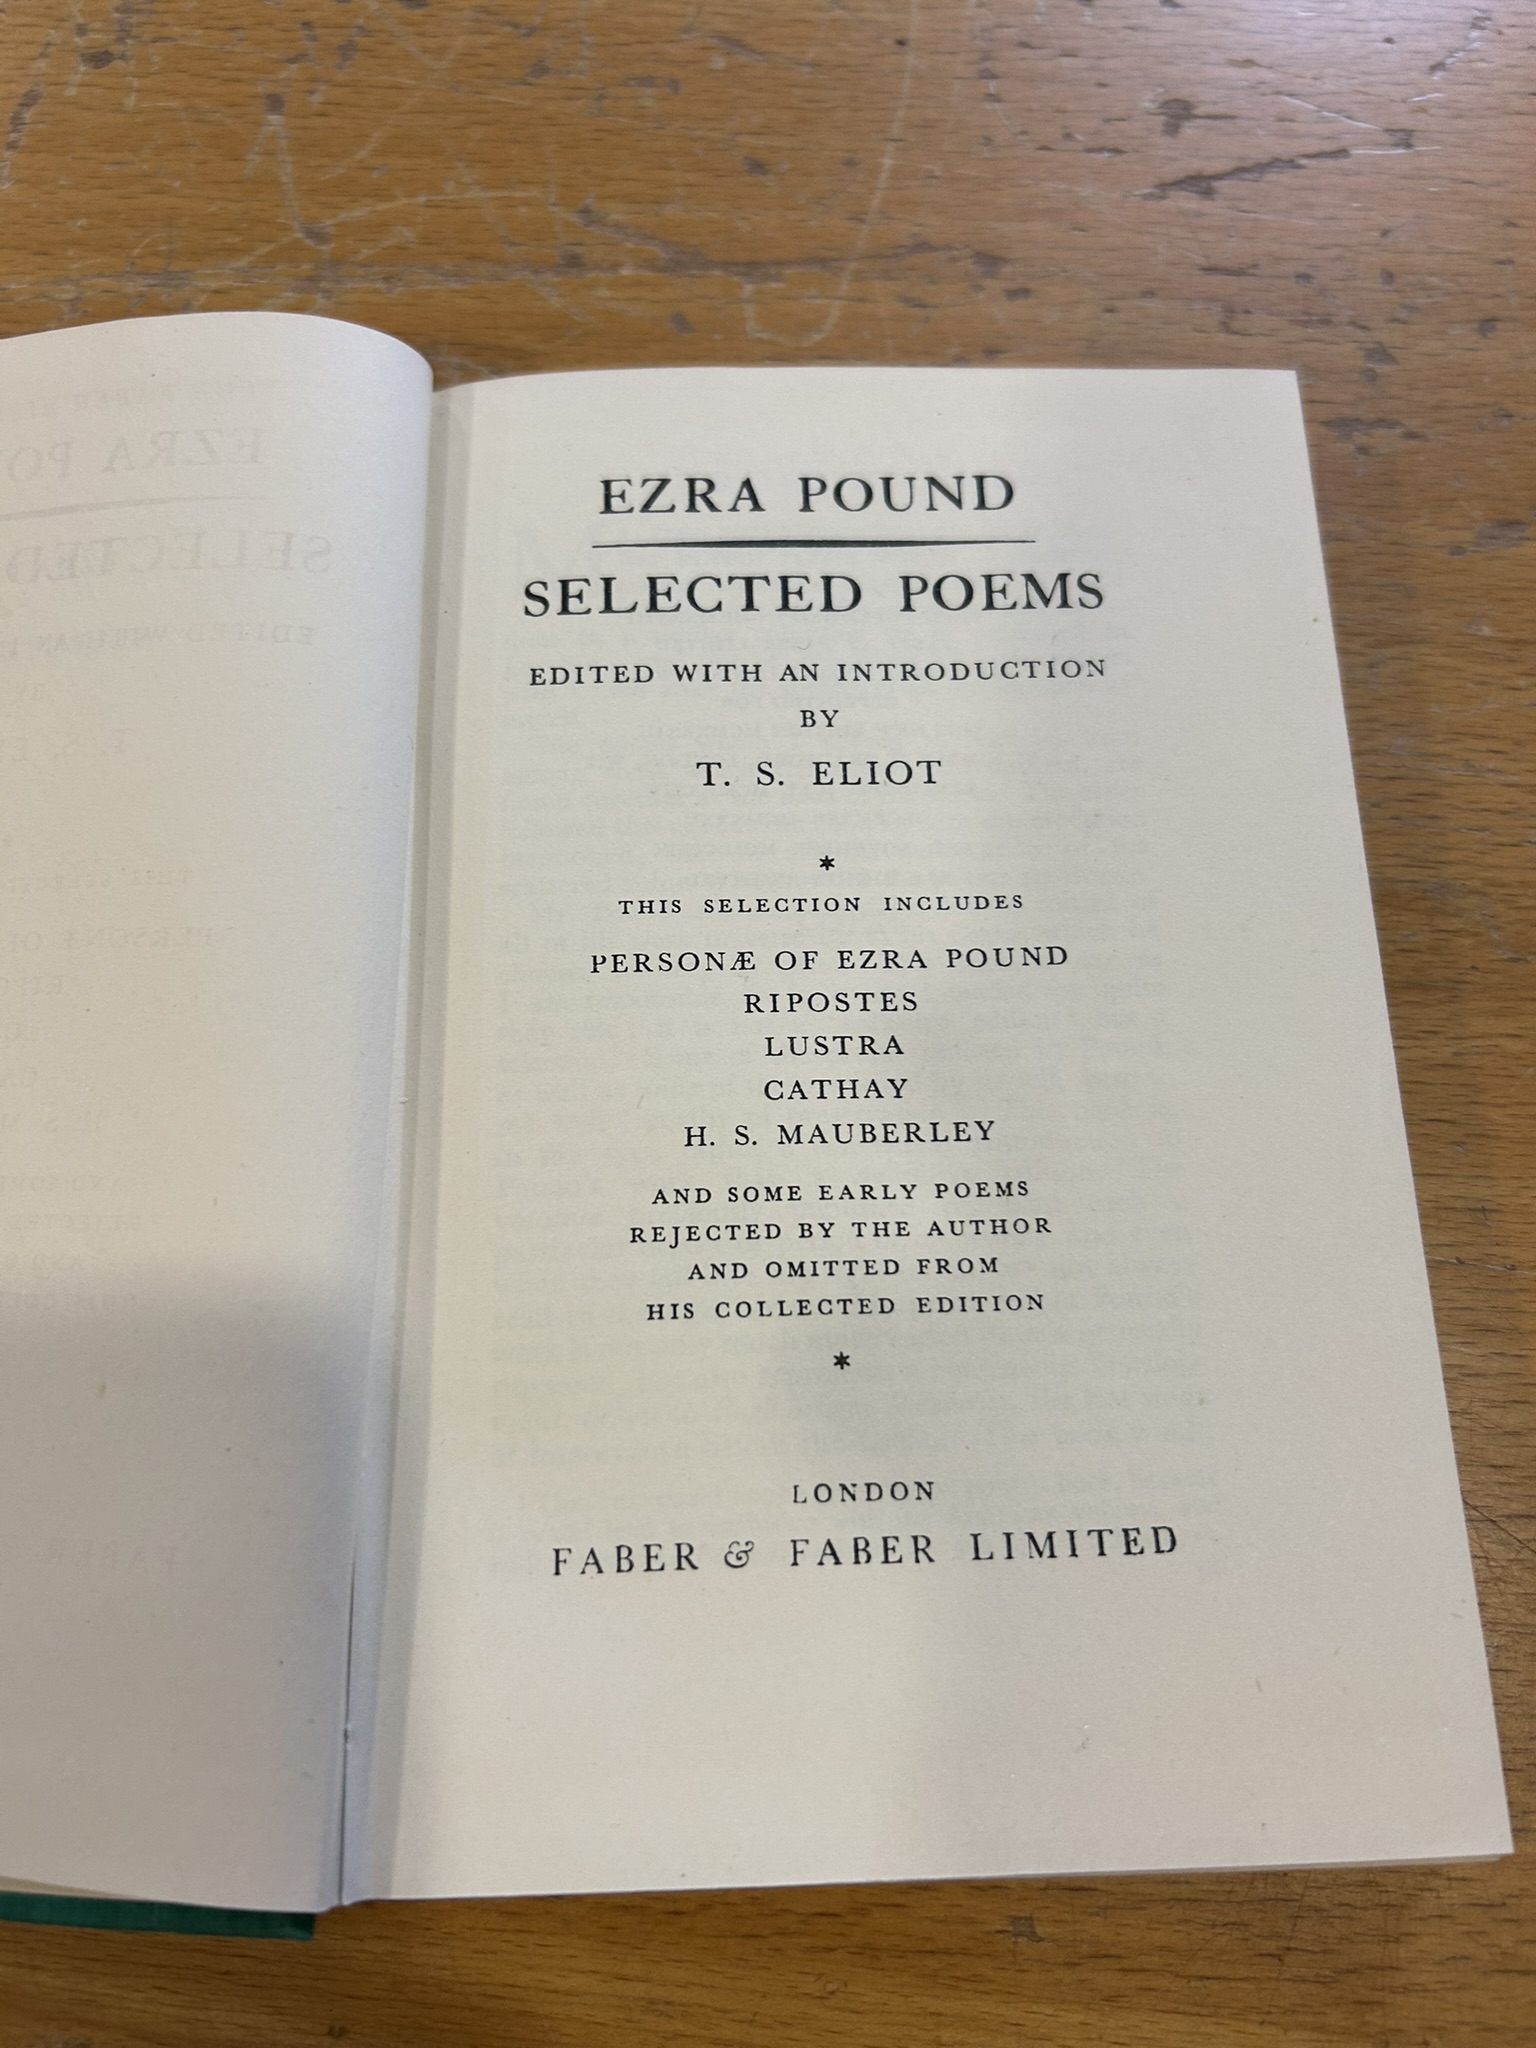 EZRA POUND
SELECTED POEMS
EDITED WITH AN INTRODUCTION
BY
T. S. ELIOT
*
THIS SELECTION INCLUDES
PERSONÆ OF EZRA POUND
RIPOSTES
LUSTRA
CATHAY
H. S. MAUBERLEY
AND SOME EARLY POEMS
REJECTED BY THE AUTHOR
AND OMITTED FROM
HIS COLLECTED EDITION
*
LONDON
FABER & FABER LIMITED